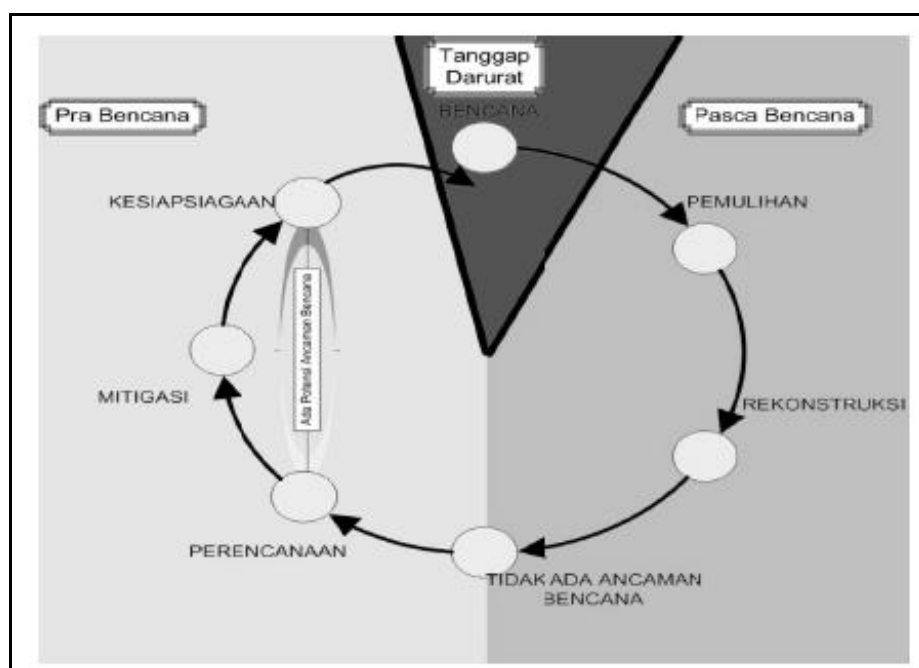 Tanggap
Darurat
Pra Bencana
BENCANA
Pasca Bencana
KESIAPSIAGAAN
PEMULIHAN
Ada Potensi Ancaman Bencana
MITIGASI
REKONSTRUKSI
PERENCANAAN
TIDAK ADA ANCAMAN
BENCANA